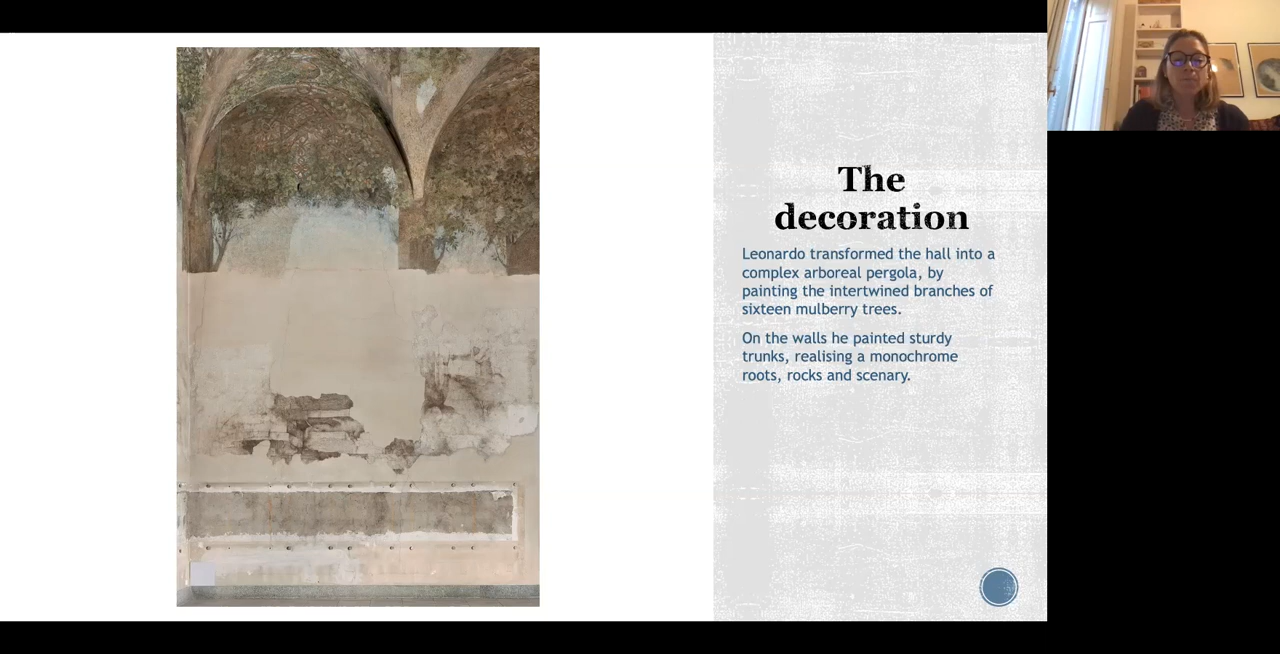 The
decoration
Leonardo transformed the hall into a
complex arboreal pergola, by
painting the intertwined branches of
sixteen mulberry trees.
On the walls he painted sturdy
trunks, realising a monochrome
roots, rocks and scenary.